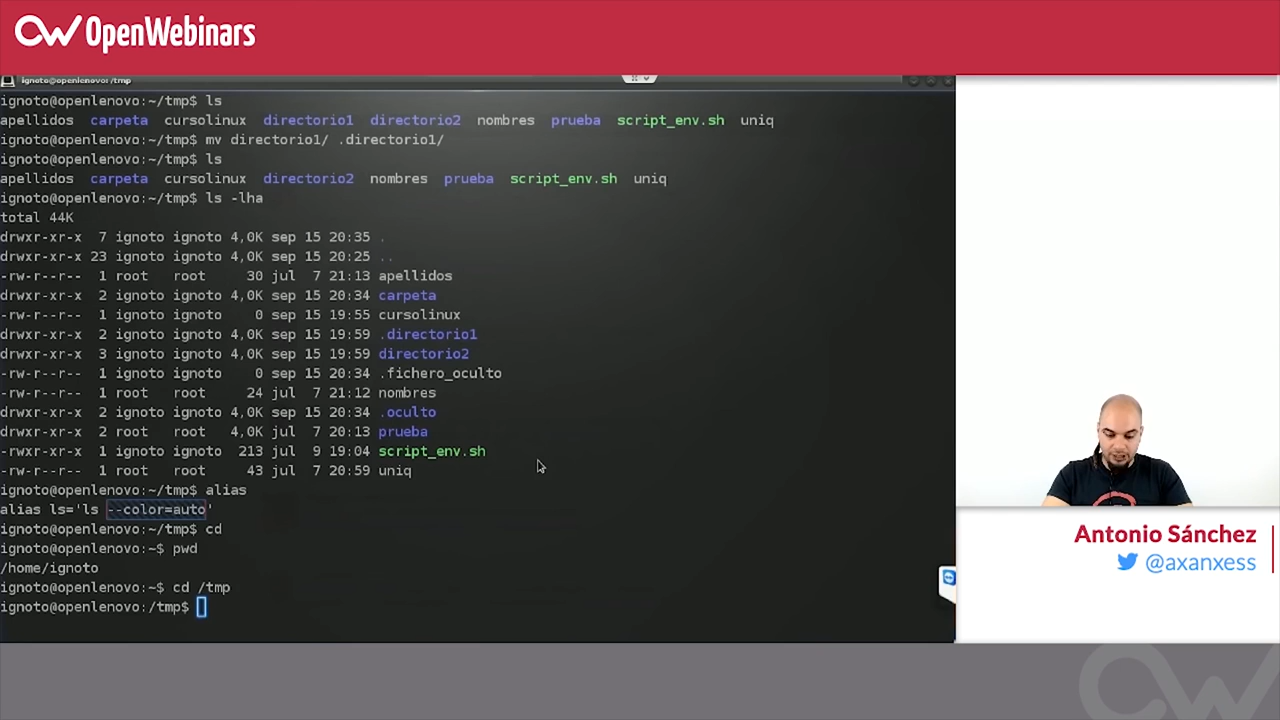 OpenWebinars
ignoto@openlenovo: /tmp
ignoto@openlenovo:~/tmp$ ls
apellidos carpeta cursolinux directorio1 directorio2 nombres prueba script_env.sh uniq
ignoto@openlenovo:~/tmp$ mv directorio1/ .directorio1/
ignoto@openlenovo:~/tmp$ ls
apellidos carpeta cursolinux directorio2 nombres prueba script_env.sh uniq
ignoto@openlenovo:~/tmp$ ls -lha
total 44K
drwxr-xr-x 7 ignoto ignoto 4,0K sep 15 20:35 .
drwxr-xr-x 23 ignoto ignoto 4,0K sep 15 20:25 ..
-rw-r--r-- 1 root root 30 jul 7 21:13 apellidos
drwxr-xr-x 2 ignoto ignoto 4,0K sep 15 20:34 carpeta
-rw-r--r-- 1 ignoto ignoto 0 sep 15 19:55 cursolinux
drwxr-xr-x 2 ignoto ignoto 4,0K sep 15 19:59 .directorio1
drwxr-xr-x 3 ignoto ignoto 4,0K sep 15 19:59 directorio2
-rw-r--r-- 1 ignoto ignoto 0 sep 15 20:34 .fichero_oculto
-rw-r--r-- 1 root root 24 jul 7 21:12 nombres
drwxr-xr-x 2 ignoto ignoto 4,0K sep 15 20:34 .oculto
drwxr-xr-x 2 root root 4,0K jul 7 20:13 prueba
-rwxr-xr-x 1 ignoto ignoto 213 jul 9 19:04 script_env.sh
-rw-r--r-- 1 root root 43 jul 7 20:59 uniq
ignoto@openlenovo:~/tmp$ alias
alias ls='ls --color=auto'
ignoto@openlenovo:~/tmp$ cd
ignoto@openlenovo:~$ pwd
/home/ignoto
ignoto@openlenovo:~$ cd /tmp
ignoto@openlenovo:/tmp$
Antonio Sánchez
@axanxess